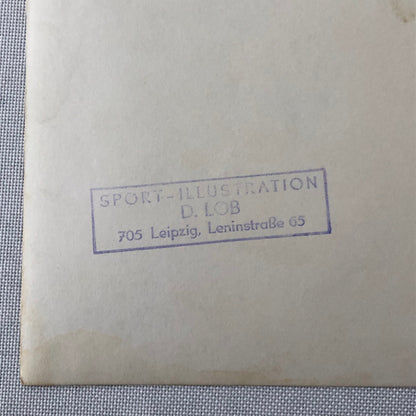 SPORT-ILLUSTRATION
D. LOB
705 Leipzig, Leninstraße 65